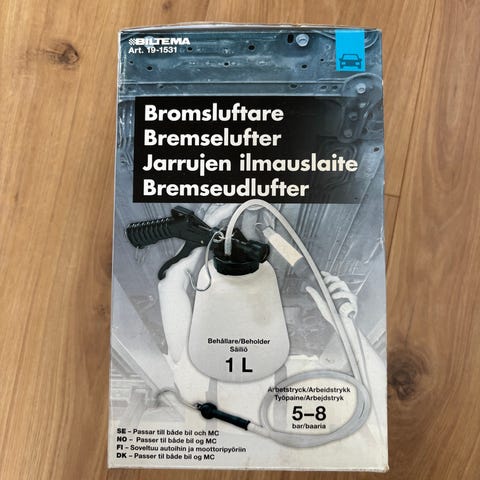 BILTEMA
Art. 19-1531
Bromsluftare
Bremselufter
Jarrujen ilmauslaite
Bremseudlufter
Behållare/Beholder
Säiliö
1 L
Arbetstryck/Arbeidstrykk
Työpaine/Arbejdstryk
5–8
bar/baaria
SE – Passar till både bil och MC
NO – Passer til både bil og MC
FI – Soveltuu autoihin ja moottoripyöriin
DK – Passer til både bil og MC